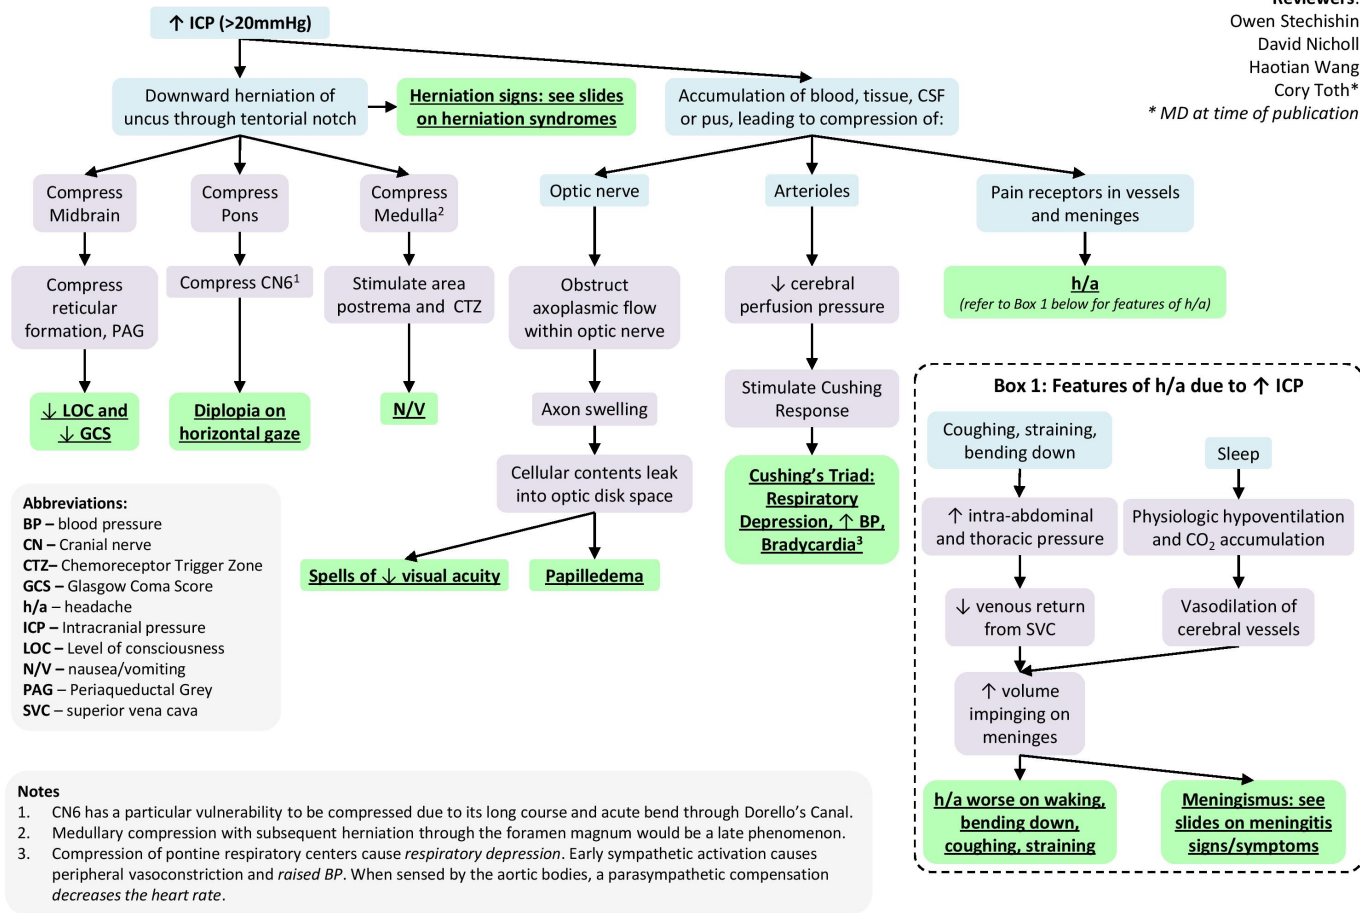 ↑ ICP (>20mmHg)
Reviewers:
Owen Stechishin
David Nicholl
Haotian Wang
Cory Toth*
* MD at time of publication
Downward herniation of
uncus through tentorial notch
Herniation signs: see slides
on herniation syndromes
Accumulation of blood, tissue, CSF
or pus, leading to compression of:
Compress
Midbrain
Compress
Pons
Compress
Medulla²
Optic nerve
Arterioles
Pain receptors in vessels
and meninges
Compress
reticular
formation, PAG
Compress CN6¹
Stimulate area
postrema and CTZ
Obstruct
axoplasmic flow
within optic nerve
↓ cerebral
perfusion pressure
h/a
(refer to Box 1 below for features of h/a)
↓ LOC and
↓ GCS
Diplopia on
horizontal gaze
N/V
Axon swelling
Stimulate Cushing
Response
Cellular contents leak
into optic disk space
Cushing's Triad:
Respiratory
Depression, ↑ BP,
Bradycardia³
Spells of ↓ visual acuity
Papilledema
Box 1: Features of h/a due to ↑ ICP
Coughing, straining,
bending down
Sleep
↑ intra-abdominal
and thoracic pressure
Physiologic hypoventilation
and CO₂ accumulation
↓ venous return
from SVC
Vasodilation of
cerebral vessels
↑ volume
impinging on
meninges
h/a worse on waking,
bending down,
coughing, straining
Meningismus: see
slides on meningitis
signs/symptoms
Abbreviations:
BP – blood pressure
CN – Cranial nerve
CTZ– Chemoreceptor Trigger Zone
GCS – Glasgow Coma Score
h/a – headache
ICP – Intracranial pressure
LOC – Level of consciousness
N/V – nausea/vomiting
PAG – Periaqueductal Grey
SVC – superior vena cava
Notes
1. CN6 has a particular vulnerability to be compressed due to its long course and acute bend through Dorello's Canal.
2. Medullary compression with subsequent herniation through the foramen magnum would be a late phenomenon.
3. Compression of pontine respiratory centers cause respiratory depression. Early sympathetic activation causes
peripheral vasoconstriction and raised BP. When sensed by the aortic bodies, a parasympathetic compensation
decreases the heart rate.